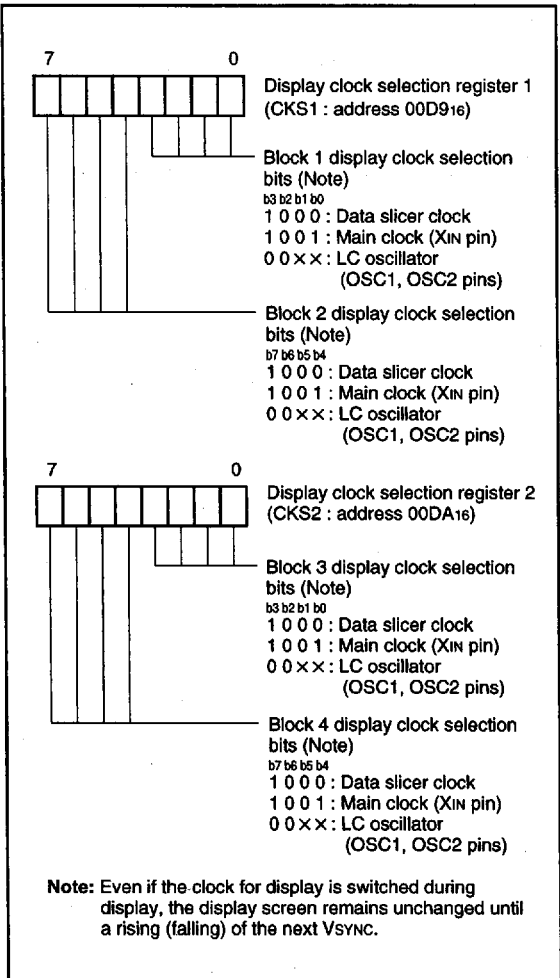 7 0
Display clock selection register 1
(CKS1 : address 00D916)
Block 1 display clock selection
bits (Note)
b3 b2 b1 b0
1 0 0 0 : Data slicer clock
1 0 0 1 : Main clock (XIN pin)
0 0 × × : LC oscillator
(OSC1, OSC2 pins)
Block 2 display clock selection
bits (Note)
b7 b6 b5 b4
1 0 0 0 : Data slicer clock
1 0 0 1 : Main clock (XIN pin)
0 0 × × : LC oscillator
(OSC1, OSC2 pins)
7 0
Display clock selection register 2
(CKS2 : address 00DA16)
Block 3 display clock selection
bits (Note)
b3 b2 b1 b0
1 0 0 0 : Data slicer clock
1 0 0 1 : Main clock (XIN pin)
0 0 × × : LC oscillator
(OSC1, OSC2 pins)
Block 4 display clock selection
bits (Note)
b7 b6 b5 b4
1 0 0 0 : Data slicer clock
1 0 0 1 : Main clock (XIN pin)
0 0 × × : LC oscillator
(OSC1, OSC2 pins)
Note: Even if the clock for display is switched during
display, the display screen remains unchanged until
a rising (falling) of the next VSYNC.